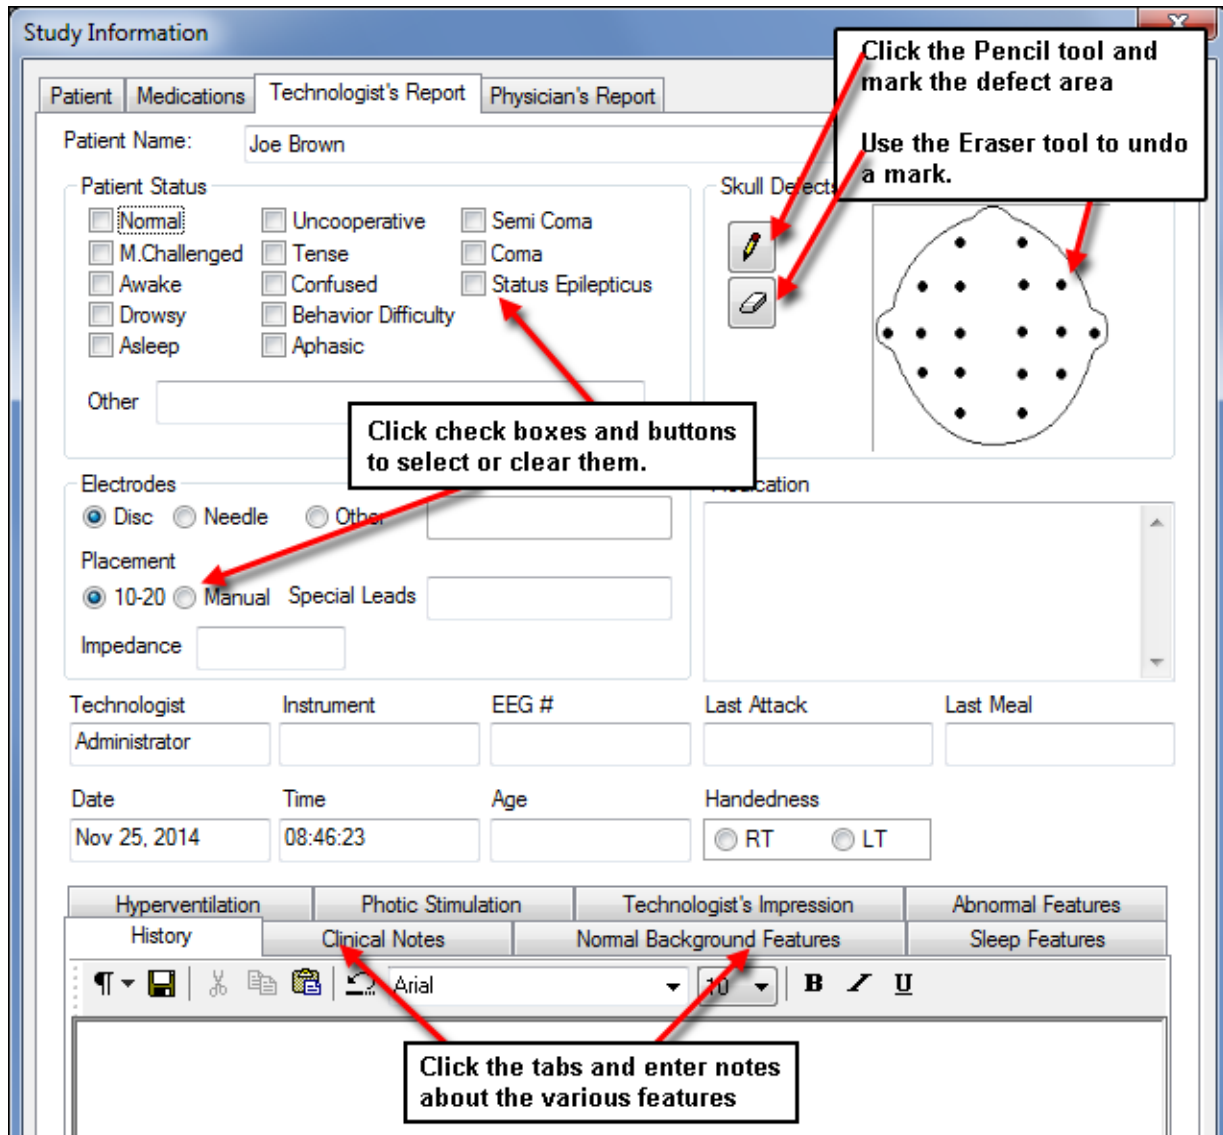 Study Information
X
Click the Pencil tool and
mark the defect area
Use the Eraser tool to undo
a mark.
Patient Medications Technologist's Report Physician's Report
Patient Name: Joe Brown
Patient Status
Normal Uncooperative Semi Coma
M.Challenged Tense Coma
Awake Confused Status Epilepticus
Drowsy Behavior Difficulty
Asleep Aphasic
Other
Skull Defects
Click check boxes and buttons
to select or clear them.
Electrodes
Disc Needle Other
Placement
10-20 Manual Special Leads
Impedance
Medication
Technologist Instrument EEG # Last Attack Last Meal
Administrator
Date Time Age Handedness
Nov 25, 2014 08:46:23 RT LT
Hyperventilation Photic Stimulation Technologist's Impression Abnormal Features
History Clinical Notes Normal Background Features Sleep Features
¶ Arial 10 B I U
Click the tabs and enter notes
about the various features